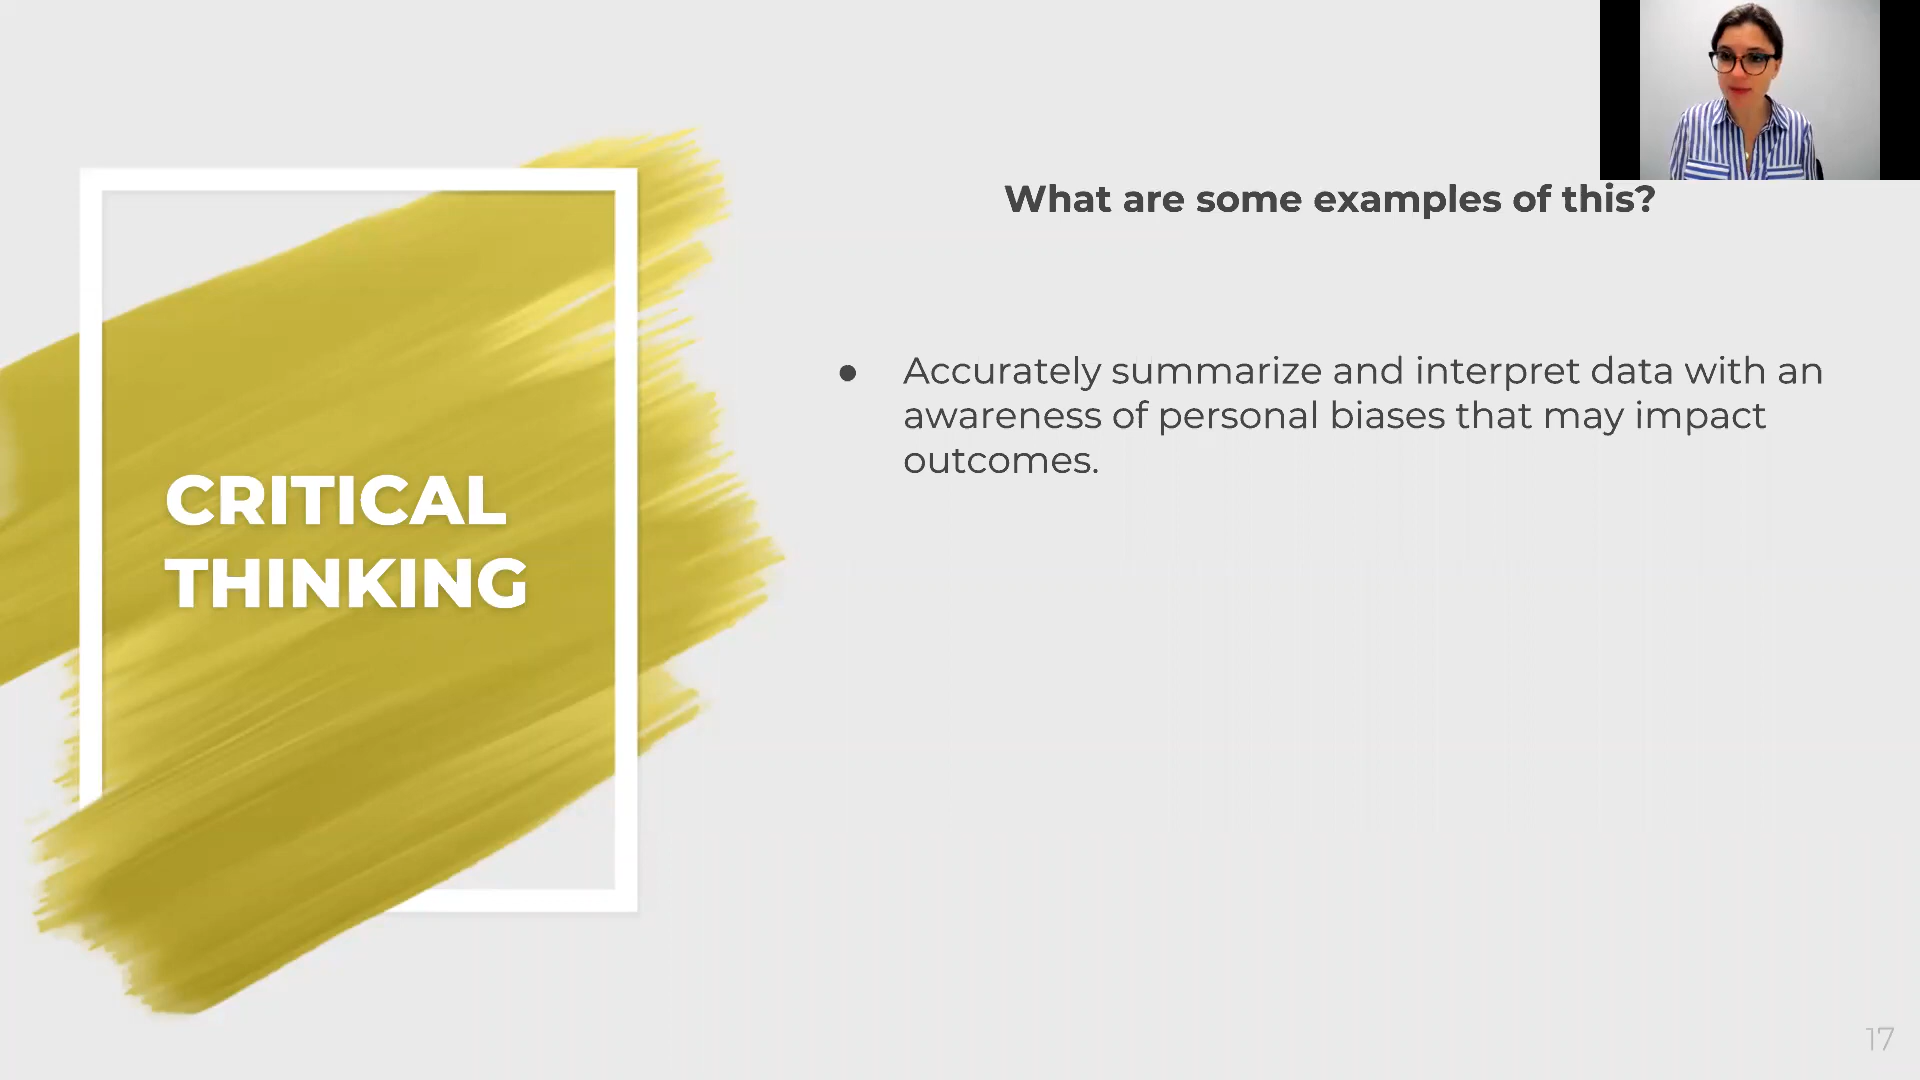 CRITICAL
THINKING
What are some examples of this?
● Accurately summarize and interpret data with an
awareness of personal biases that may impact
outcomes.
17